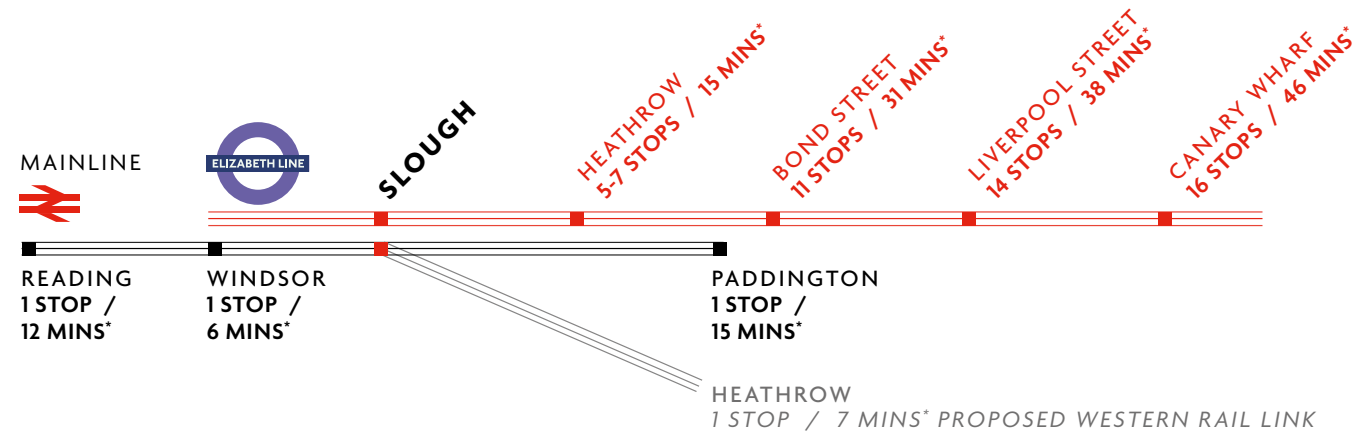 MAINLINE
ELIZABETH LINE
SLOUGH
HEATHROW
5-7 STOPS / 15 MINS*
BOND STREET
11 STOPS / 31 MINS*
LIVERPOOL STREET
14 STOPS / 38 MINS*
CANARY WHARF
16 STOPS / 46 MINS*
READING
1 STOP /
12 MINS*
WINDSOR
1 STOP /
6 MINS*
PADDINGTON
1 STOP /
15 MINS*
HEATHROW
1 STOP / 7 MINS* PROPOSED WESTERN RAIL LINK